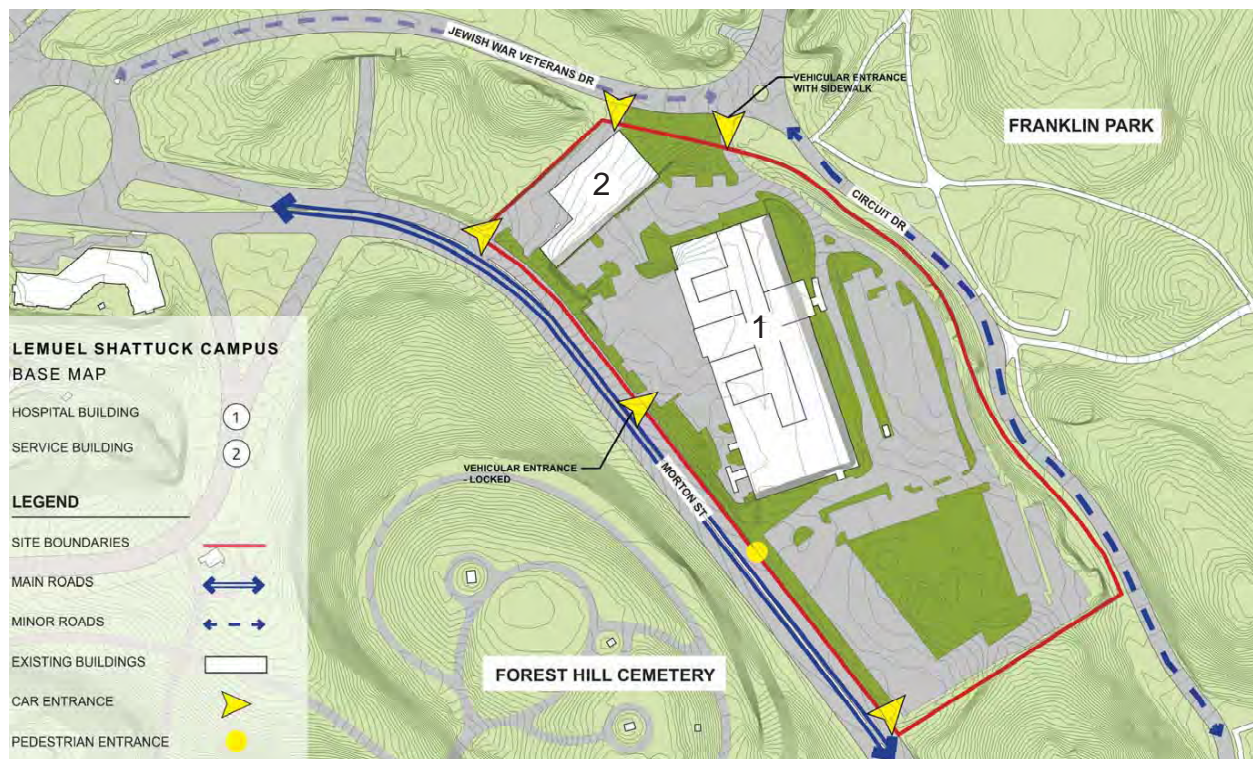 JEWISH WAR VETERANS DR
VEHICULAR ENTRANCE
WITH SIDEWALK
FRANKLIN PARK
2
CIRCUIT DR
1
LEMUEL SHATTUCK CAMPUS
BASE MAP
HOSPITAL BUILDING 1
SERVICE BUILDING 2
VEHICULAR ENTRANCE
- LOCKED
MORTON ST
LEGEND
SITE BOUNDARIES
MAIN ROADS
MINOR ROADS
EXISTING BUILDINGS
CAR ENTRANCE
PEDESTRIAN ENTRANCE
FOREST HILL CEMETERY